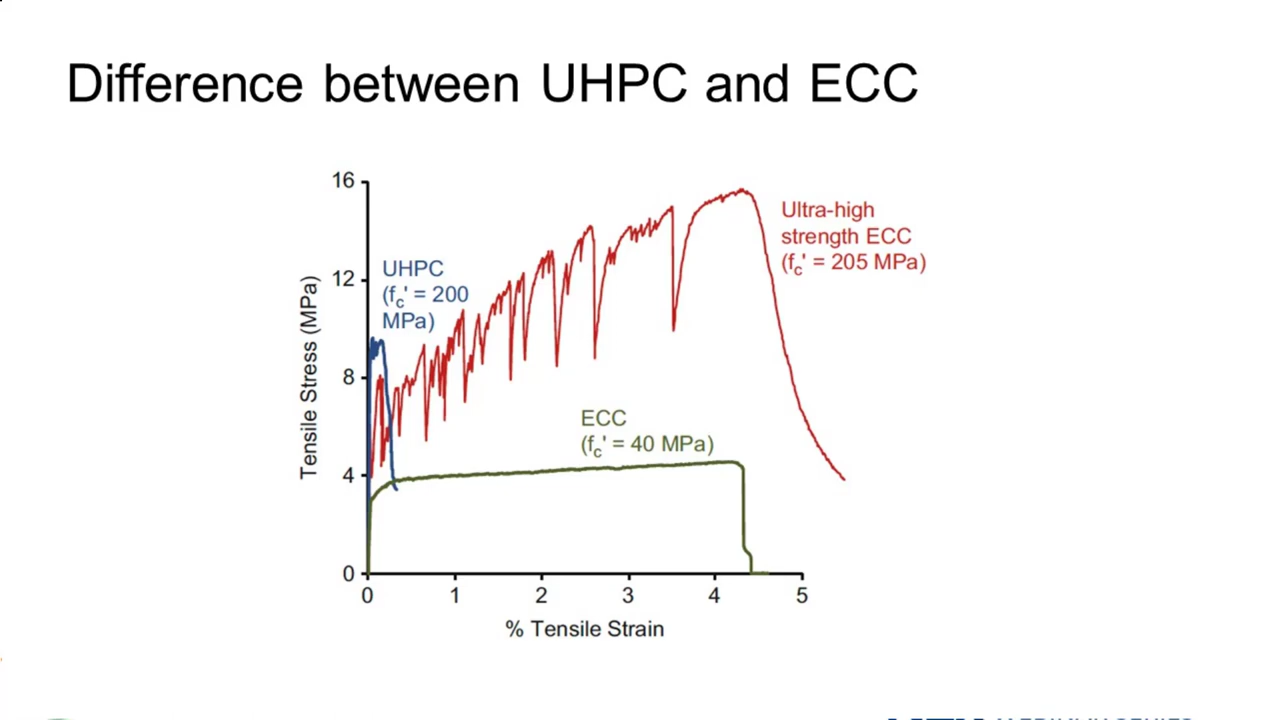 Difference between UHPC and ECC
16
12
8
4
0
Tensile Stress (MPa)
UHPC
(fc' = 200
MPa)
Ultra-high
strength ECC
(fc' = 205 MPa)
ECC
(fc' = 40 MPa)
0 1 2 3 4 5
% Tensile Strain